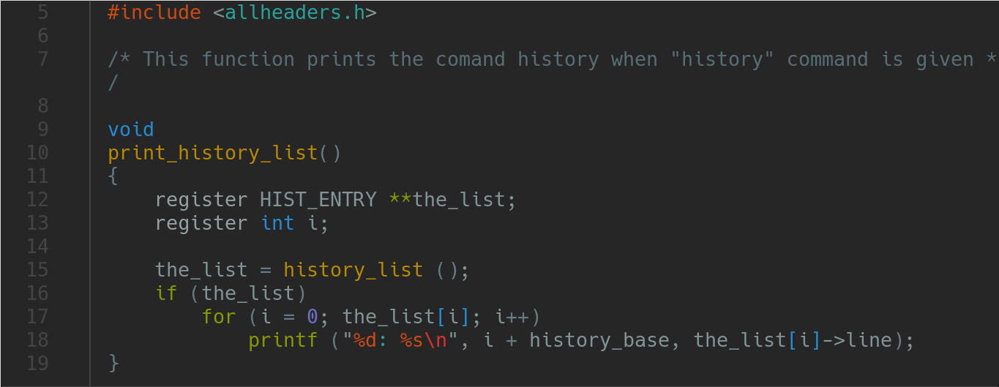 5 #include <allheaders.h>
6
7 /* This function prints the comand history when "history" command is given *
/
8
9 void
10 print_history_list()
11 {
12     register HIST_ENTRY **the_list;
13     register int i;
14
15     the_list = history_list ();
16     if (the_list)
17         for (i = 0; the_list[i]; i++)
18             printf ("%d: %s\n", i + history_base, the_list[i]->line);
19 }